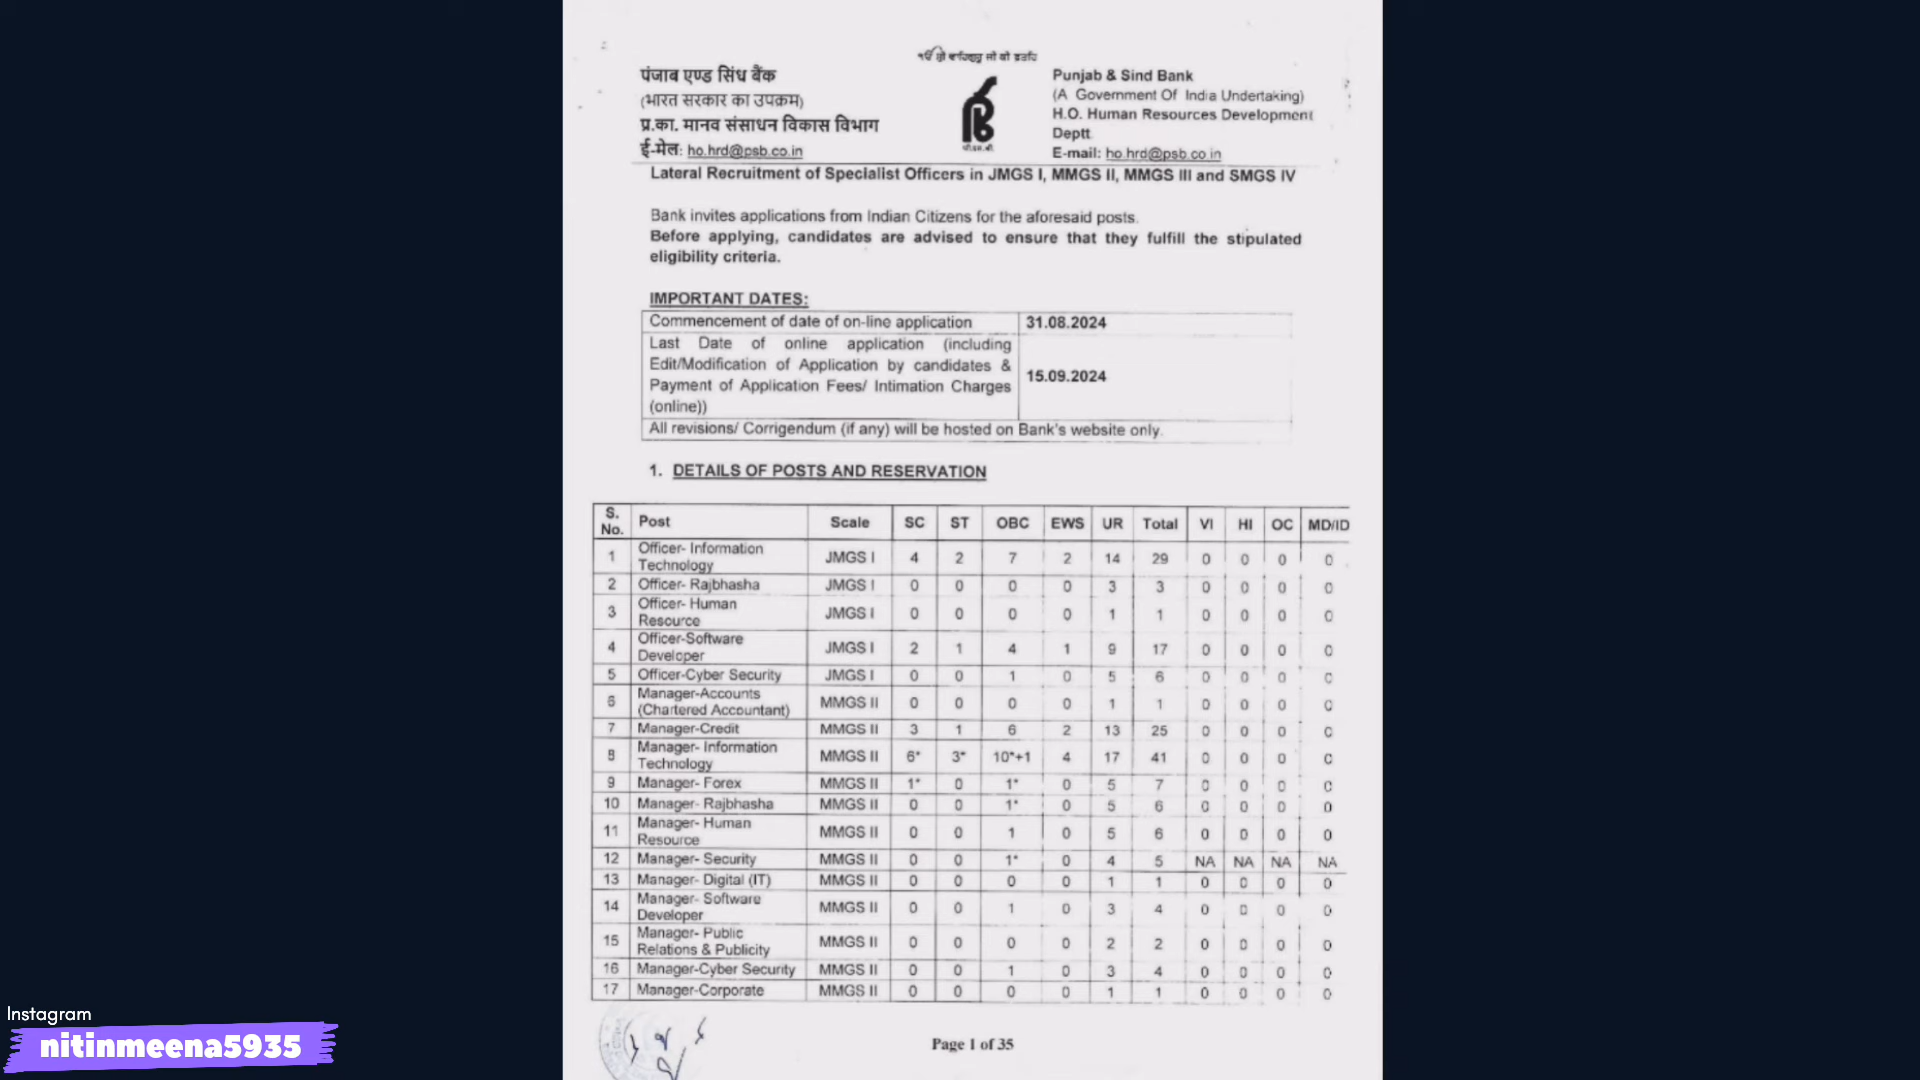 पंजाब एण्ड सिंध बैंक
(भारत सरकार का उपक्रम)
प्र.का. मानव संसाधन विकास विभाग
ई-मेल: ho.hrd@psb.co.in
Punjab & Sind Bank
(A Government Of India Undertaking)
H.O. Human Resources Development
Deptt
E-mail: ho.hrd@psb.co.in
Lateral Recruitment of Specialist Officers in JMGS I, MMGS II, MMGS III and SMGS IV
Bank invites applications from Indian Citizens for the aforesaid posts.
Before applying, candidates are advised to ensure that they fulfill the stipulated
eligibility criteria.
IMPORTANT DATES:
Commencement of date of on-line application 31.08.2024
Last Date of online application (including
Edit/Modification of Application by candidates &
Payment of Application Fees/ Intimation Charges
(online)) 15.09.2024
All revisions/ Corrigendum (if any) will be hosted on Bank's website only.
1. DETAILS OF POSTS AND RESERVATION
S. No. Post Scale SC ST OBC EWS UR Total VI HI OC MD/ID
1 Officer- Information Technology JMGS I 4 2 7 2 14 29 0 0 0 0
2 Officer- Rajbhasha JMGS I 0 0 0 0 3 3 0 0 0 0
3 Officer- Human Resource JMGS I 0 0 0 0 1 1 0 0 0 0
4 Officer-Software Developer JMGS I 2 1 4 1 9 17 0 0 0 0
5 Officer-Cyber Security JMGS I 0 0 1 0 5 6 0 0 0 0
6 Manager-Accounts (Chartered Accountant) MMGS II 0 0 0 0 1 1 0 0 0 0
7 Manager-Credit MMGS II 3 1 6 2 13 25 0 0 0 0
8 Manager- Information Technology MMGS II 6* 3* 10*+1 4 17 41 0 0 0 0
9 Manager- Forex MMGS II 1* 0 1* 0 5 7 0 0 0 0
10 Manager- Rajbhasha MMGS II 0 0 1* 0 5 6 0 0 0 0
11 Manager- Human Resource MMGS II 0 0 1 0 5 6 0 0 0 0
12 Manager- Security MMGS II 0 0 1* 0 4 5 NA NA NA NA
13 Manager- Digital (IT) MMGS II 0 0 0 0 1 1 0 0 0 0
14 Manager- Software Developer MMGS II 0 0 1 0 3 4 0 0 0 0
15 Manager- Public Relations & Publicity MMGS II 0 0 0 0 2 2 0 0 0 0
16 Manager-Cyber Security MMGS II 0 0 1 0 3 4 0 0 0 0
17 Manager-Corporate MMGS II 0 0 0 0 1 1 0 0 0 0
Page 1 of 35
Instagram
nitinmeena5935